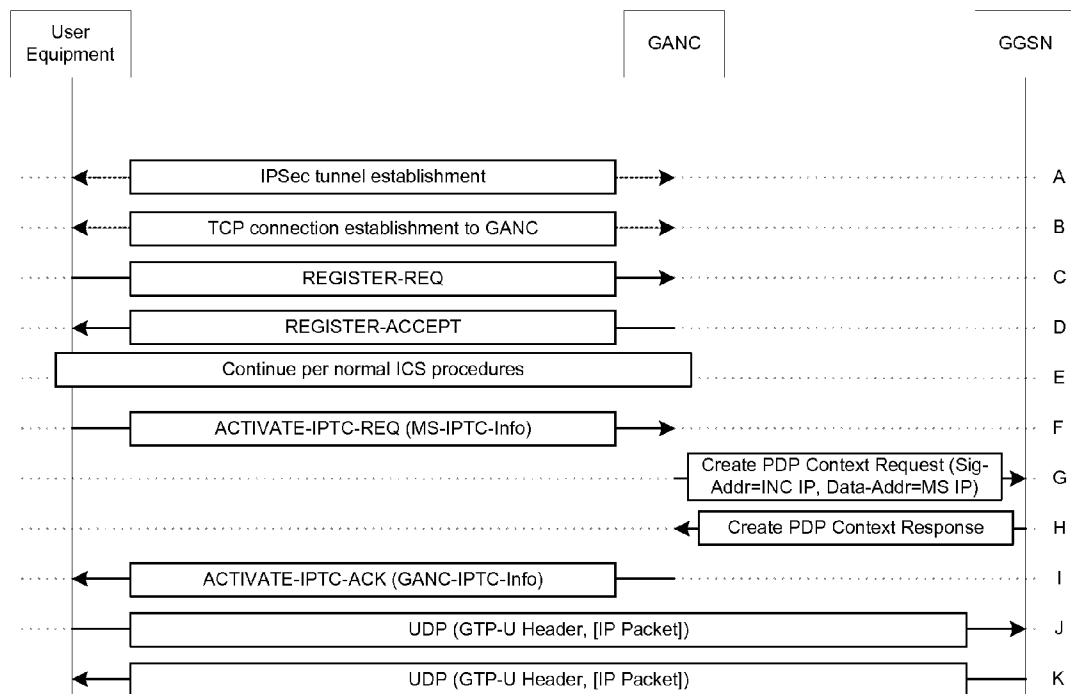 User
Equipment
GANC
GGSN
IPSec tunnel establishment
A
TCP connection establishment to GANC
B
REGISTER-REQ
C
REGISTER-ACCEPT
D
Continue per normal ICS procedures
E
ACTIVATE-IPTC-REQ (MS-IPTC-Info)
F
Create PDP Context Request (Sig-
Addr=INC IP, Data-Addr=MS IP)
G
Create PDP Context Response
H
ACTIVATE-IPTC-ACK (GANC-IPTC-Info)
I
UDP (GTP-U Header, [IP Packet])
J
UDP (GTP-U Header, [IP Packet])
K